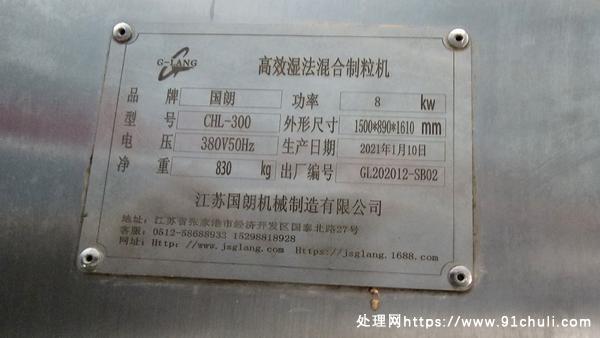 G-LANG
高效湿法混合制粒机
品牌 国朗 功率 8 kw
型号 CHL-300 外形尺寸 1500*890*1610 mm
电压 380V50Hz 生产日期 2021年1月10日
净重 830 kg 出厂编号 GL202012-SB02
江苏国朗机械制造有限公司
地址: 江苏省张家港市经济开发区国泰北路27号
客服: 0512-58688933 15298818928
网址: Http: //www.jsglang.com Https://jsglang.1688.com
处理网https://www.91chuli.com